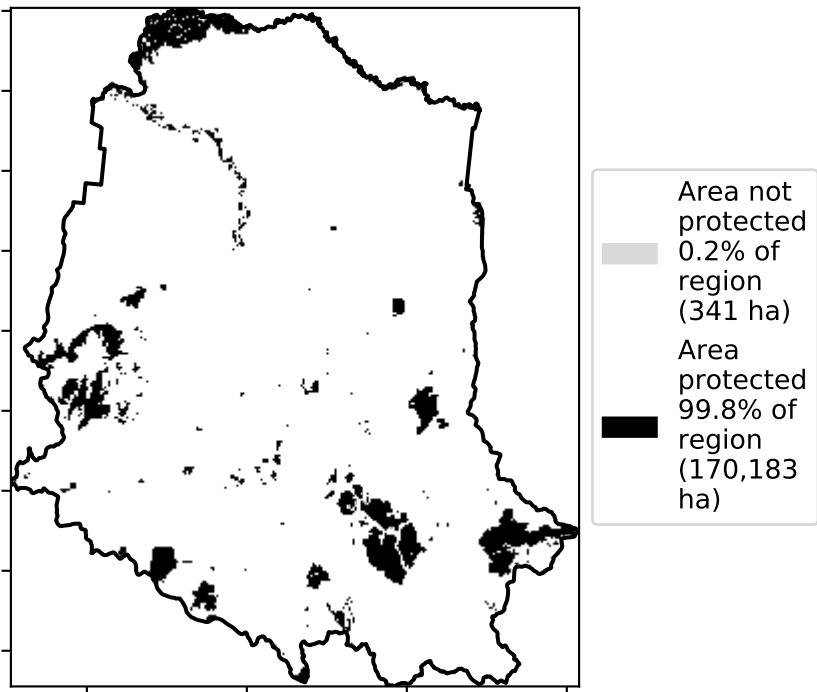 Area not
protected
0.2% of
region
(341 ha)
Area
protected
99.8% of
region
(170,183
ha)